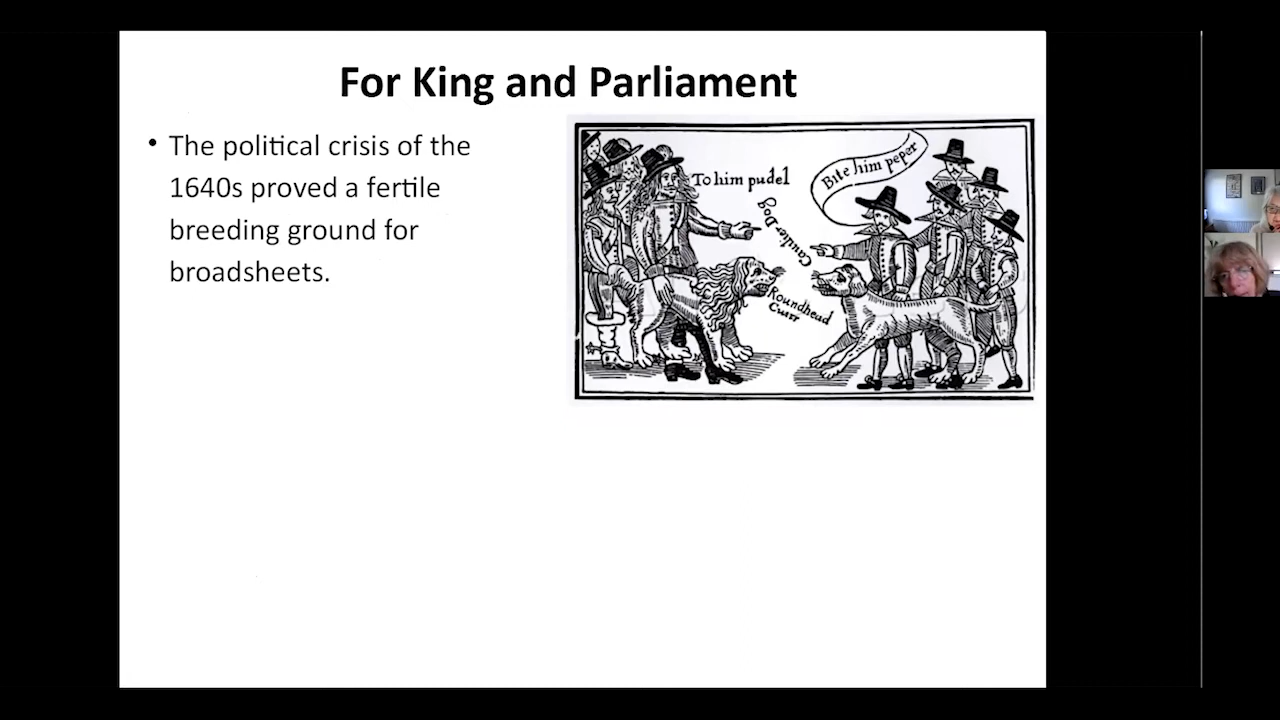 For King and Parliament
• The political crisis of the
1640s proved a fertile
breeding ground for
broadsheets.
To him pudel
Bite him peper
Cavalier Dog
Roundhead
Curr